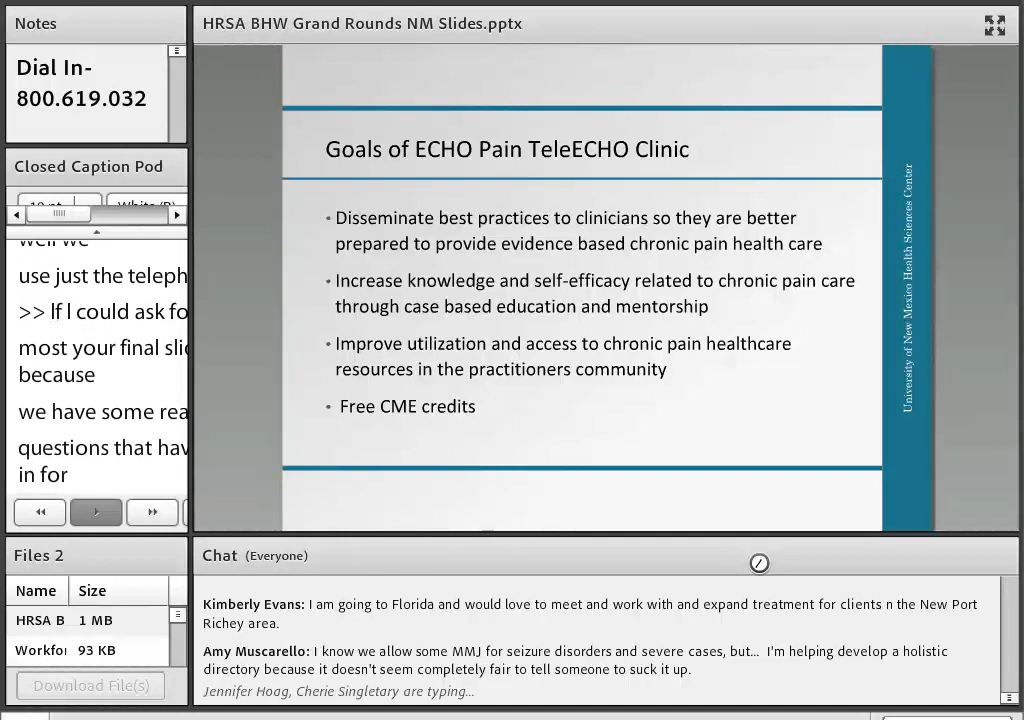 Notes
Dial In-
800.619.032
Closed Caption Pod
use just the teleph
>> If I could ask fo
most your final slid
because
we have some rea
questions that hav
in for
Files 2
Name Size
HRSA B 1 MB
Workfo 93 KB
Download File(s)
HRSA BHW Grand Rounds NM Slides.pptx
Goals of ECHO Pain TeleECHO Clinic
• Disseminate best practices to clinicians so they are better
prepared to provide evidence based chronic pain health care
• Increase knowledge and self-efficacy related to chronic pain care
through case based education and mentorship
• Improve utilization and access to chronic pain healthcare
resources in the practitioners community
• Free CME credits
University of New Mexico Health Sciences Center
Chat (Everyone)
Kimberly Evans: I am going to Florida and would love to meet and work with and expand treatment for clients n the New Port
Richey area.
Amy Muscarello: I know we allow some MMJ for seizure disorders and severe cases, but... I'm helping develop a holistic
directory because it doesn't seem completely fair to tell someone to suck it up.
Jennifer Hoag, Cherie Singletary are typing...